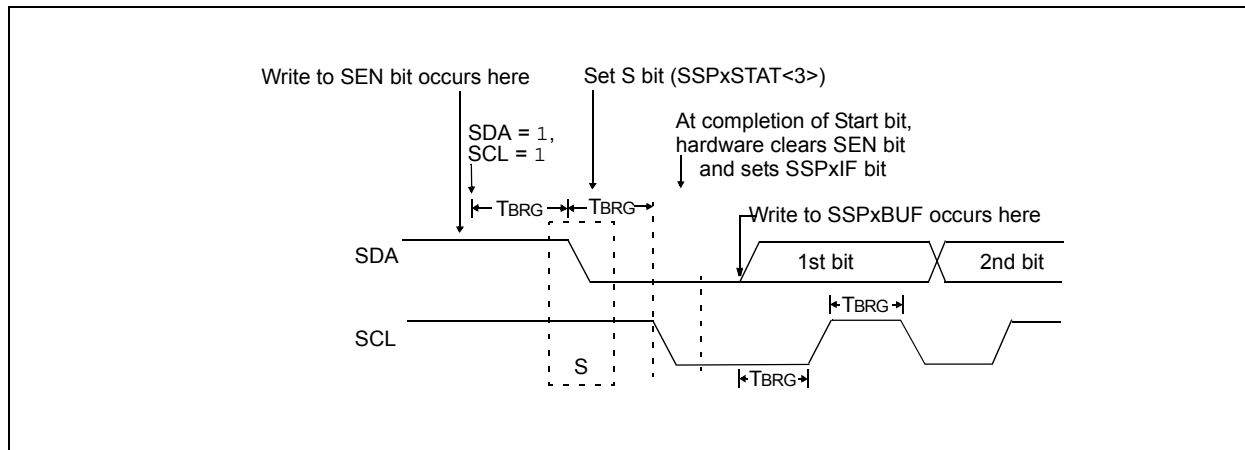 Write to SEN bit occurs here
Set S bit (SSPxSTAT<3>)
SDA = 1,
SCL = 1
At completion of Start bit,
hardware clears SEN bit
and sets SSPxIF bit
TBRG
TBRG
Write to SSPxBUF occurs here
SDA
1st bit
2nd bit
TBRG
SCL
S
TBRG